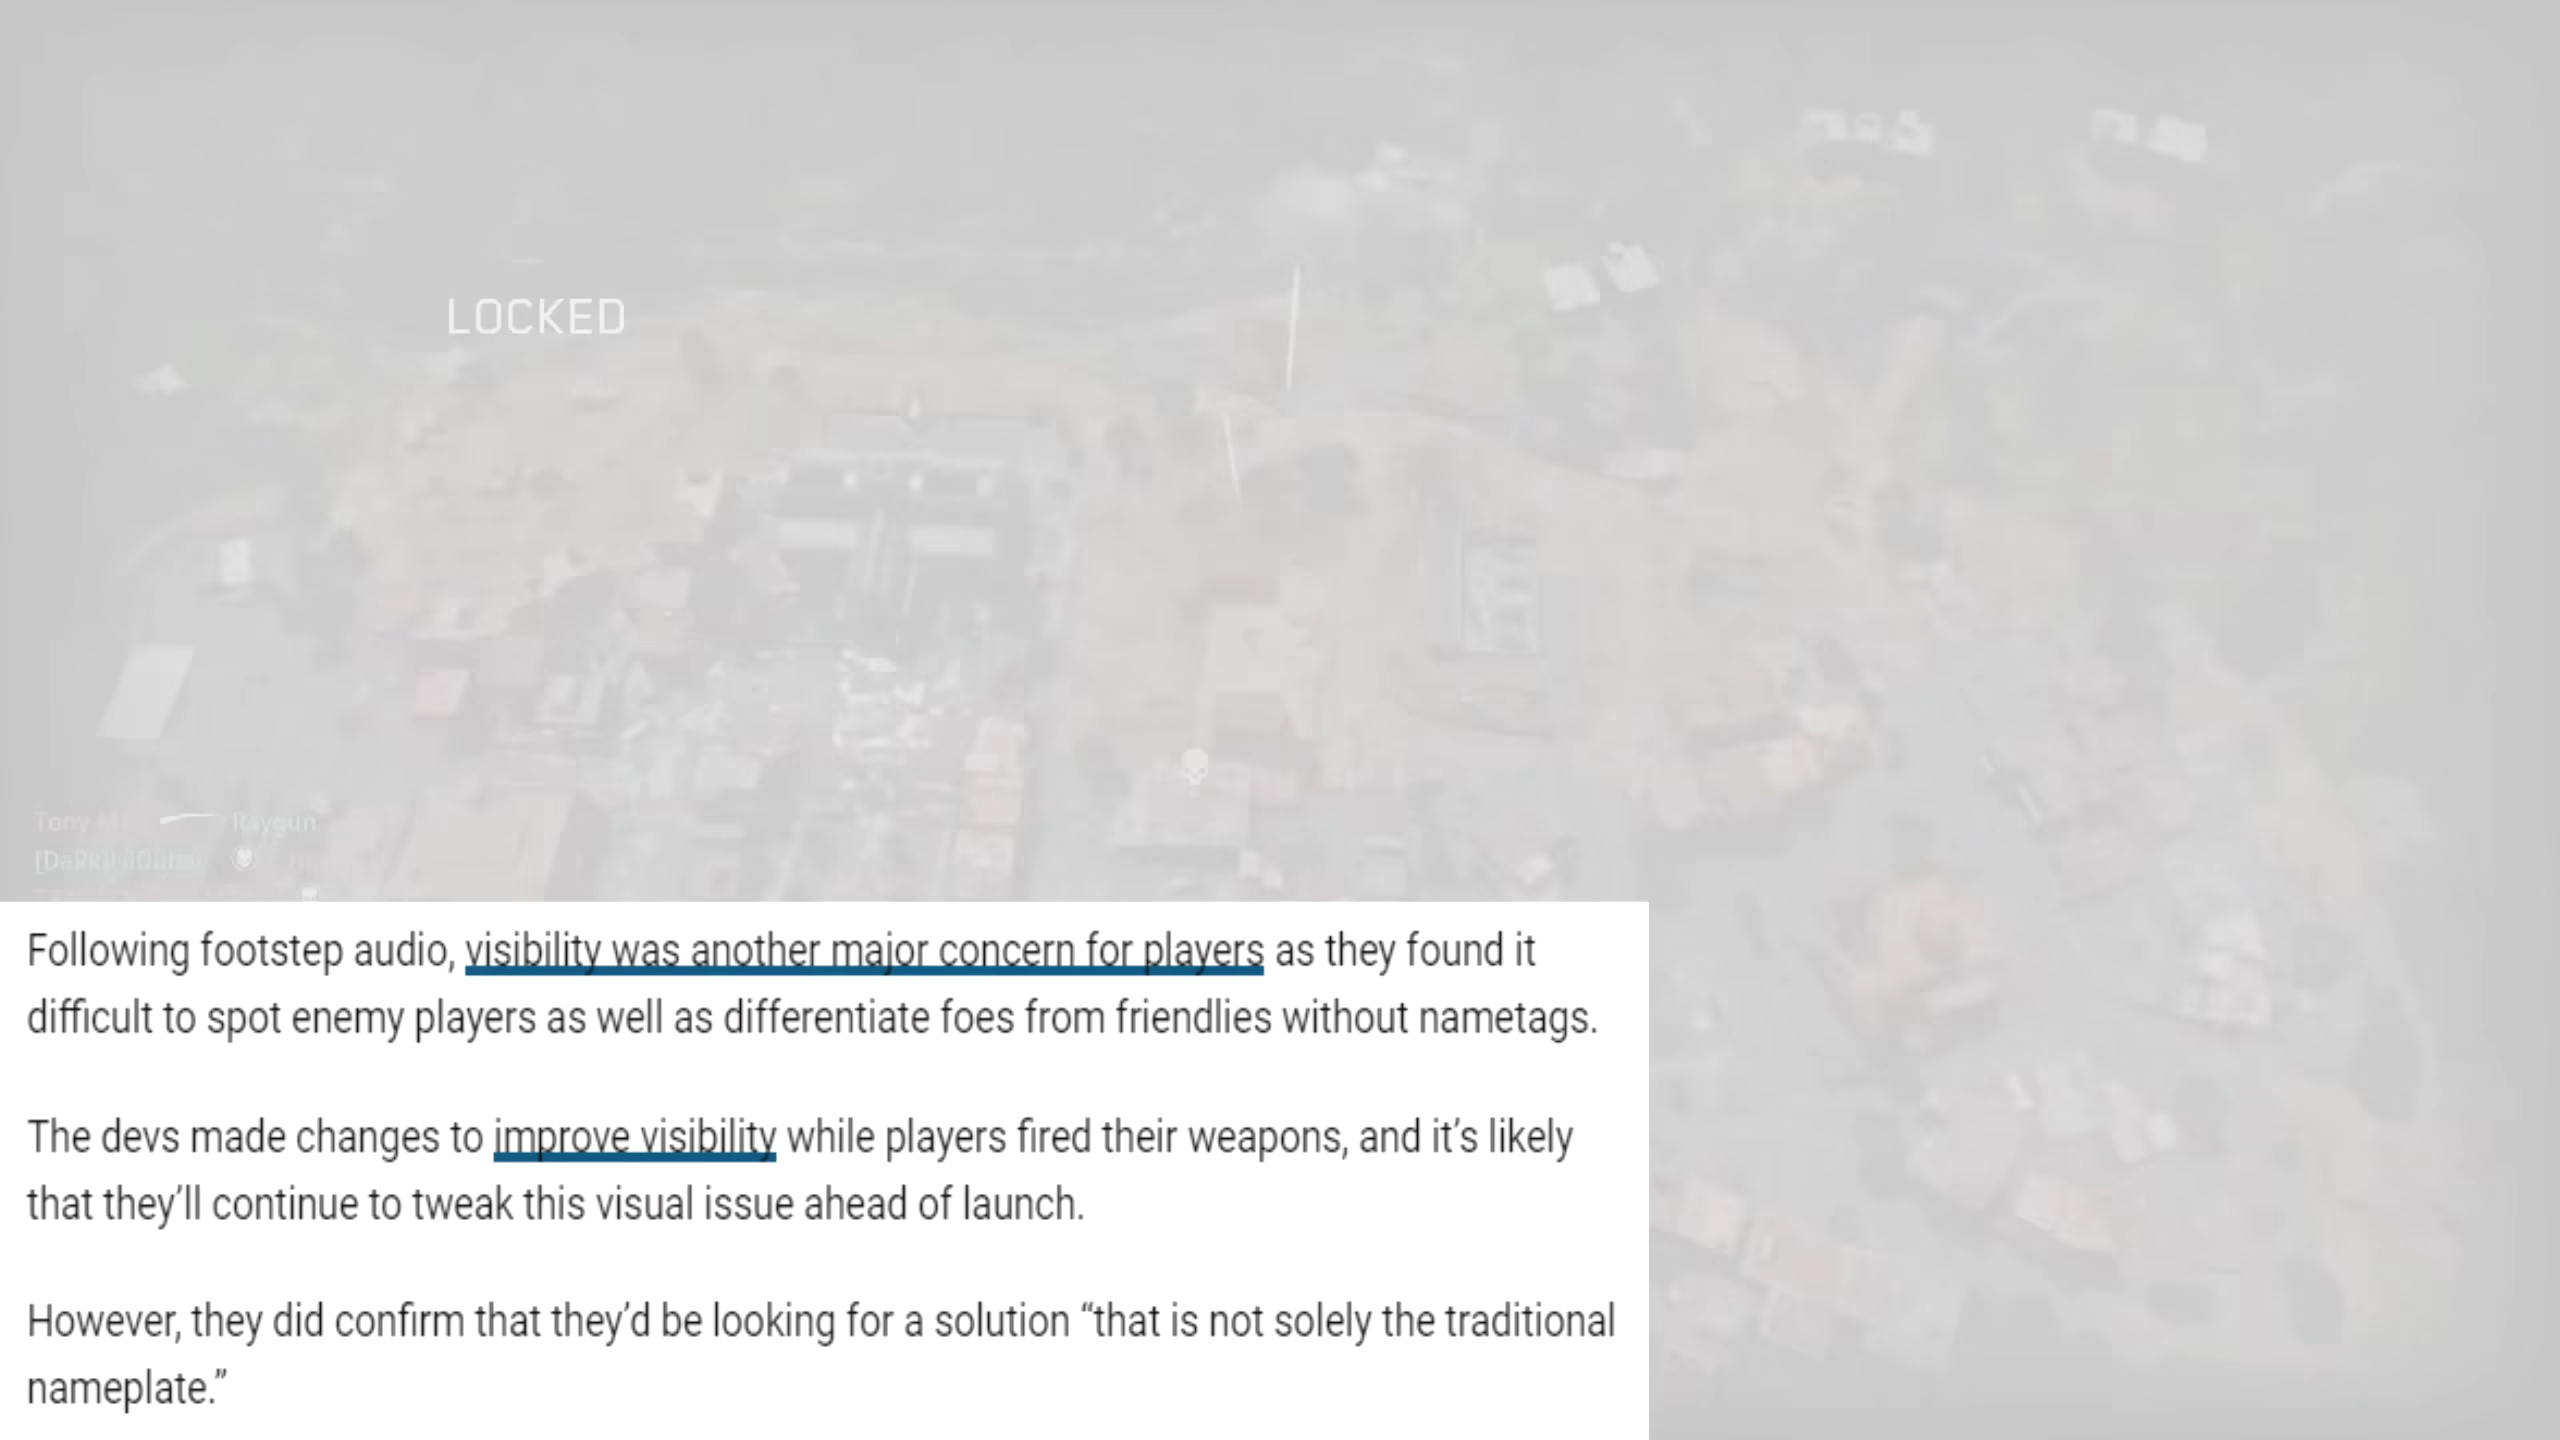 LOCKED
Raygun
Following footstep audio, visibility was another major concern for players as they found it
difficult to spot enemy players as well as differentiate foes from friendlies without nametags.
The devs made changes to improve visibility while players fired their weapons, and it’s likely
that they’ll continue to tweak this visual issue ahead of launch.
However, they did confirm that they’d be looking for a solution “that is not solely the traditional
nameplate.”